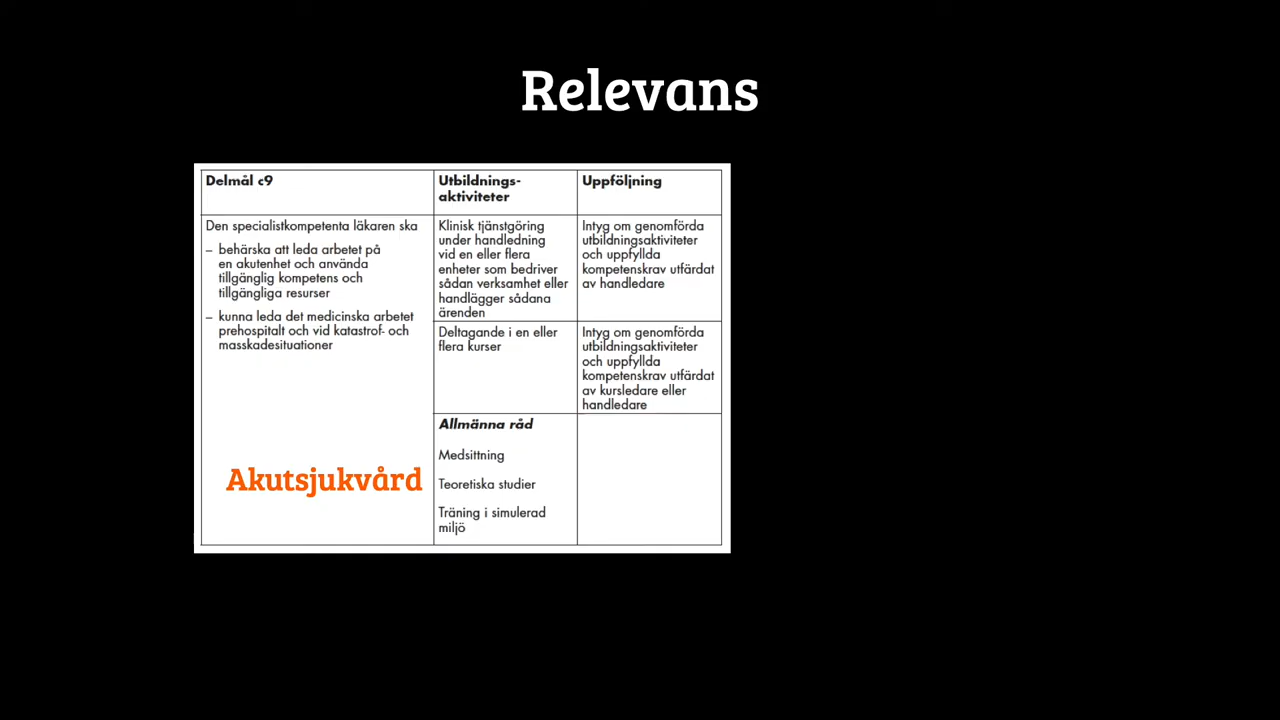 Relevans
Delmål c9
Den specialistkompetenta läkaren ska
– behärska att leda arbetet på
en akutenhet och använda
tillgänglig kompetens och
tillgängliga resurser
– kunna leda det medicinska arbetet
prehospitalt och vid katastrof- och
masskadesituationer
Akutsjukvård
Utbildnings-
aktiviteter
Klinisk tjänstgöring
under handledning
vid en eller flera
enheter som bedriver
sådan verksamhet eller
handlägger sådana
ärenden
Deltagande i en eller
flera kurser
Allmänna råd
Medsittning
Teoretiska studier
Träning i simulerad
miljö
Uppföljning
Intyg om genomförda
utbildningsaktiviteter
och uppfyllda
kompetenskrav utfärdat
av handledare
Intyg om genomförda
utbildningsaktiviteter
och uppfyllda
kompetenskrav utfärdat
av kursledare eller
handledare